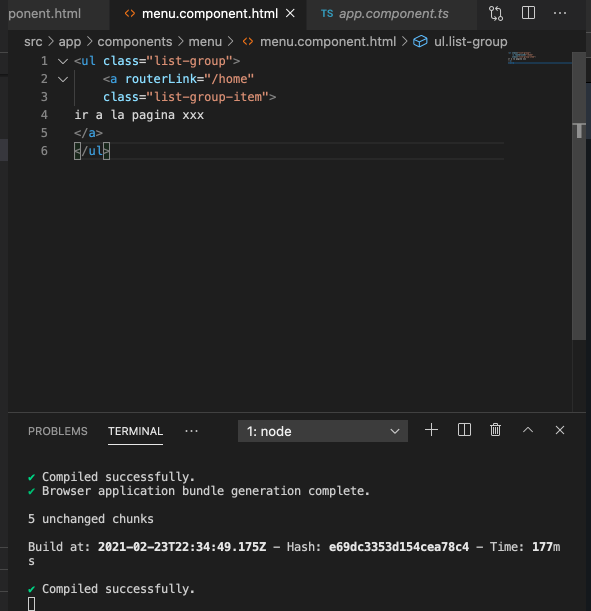 ponent.html
<> menu.component.html ×
TS app.component.ts
···
src > app > components > menu > <> menu.component.html > ul.list-group
1 <ul class="list-group">
2 <a routerLink="/home"
3 class="list-group-item">
4 ir a la pagina xxx
5 </a>
6 </ul>
PROBLEMS TERMINAL ··· 1: node
✔ Compiled successfully.
✔ Browser application bundle generation complete.
5 unchanged chunks
Build at: 2021-02-23T22:34:49.175Z - Hash: e69dc3353d154cea78c4 - Time: 177m
s
✔ Compiled successfully.